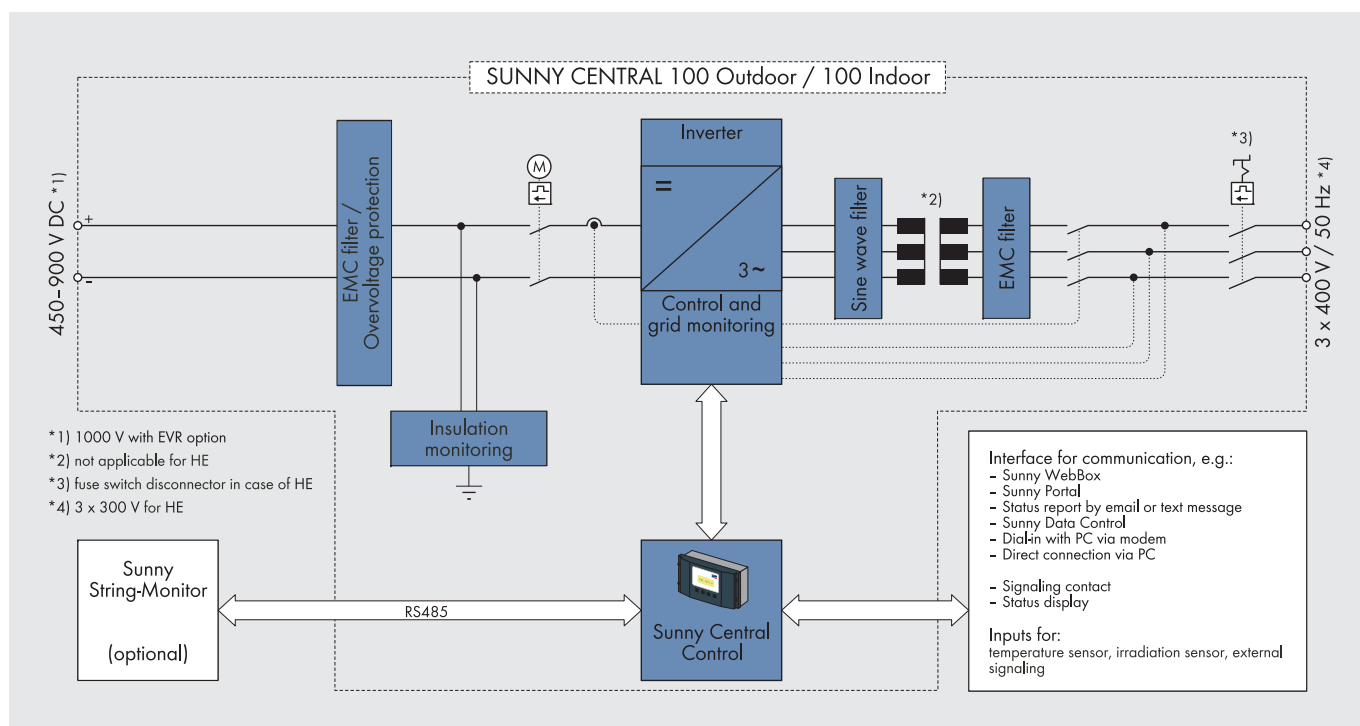 SUNNY CENTRAL 100 Outdoor / 100 Indoor
450–900 V DC *1)
+
-
EMC filter /
Overvoltage protection
M
Inverter
=
3~
Control and
grid monitoring
Sine wave filter
*2)
EMC filter
*3)
3 x 400 V / 50 Hz *4)
Insulation
monitoring
*1) 1000 V with EVR option
*2) not applicable for HE
*3) fuse switch disconnector in case of HE
*4) 3 x 300 V for HE
Sunny
String-Monitor
(optional)
RS485
Sunny Central
Control
Interface for communication, e.g.:
– Sunny WebBox
– Sunny Portal
– Status report by email or text message
– Sunny Data Control
– Dial-in with PC via modem
– Direct connection via PC
– Signaling contact
– Status display
Inputs for:
temperature sensor, irradiation sensor, external
signaling